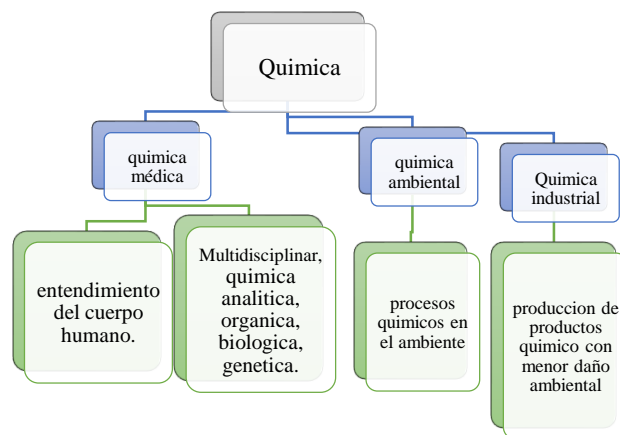 Quimica
quimica
médica
quimica
ambiental
Quimica
industrial
entendimiento
del cuerpo
humano.
Multidisciplinar,
quimica
analitica,
organica,
biologica,
genetica.
procesos
quimicos en
el ambiente
produccion de
productos
quimico con
menor daño
ambiental